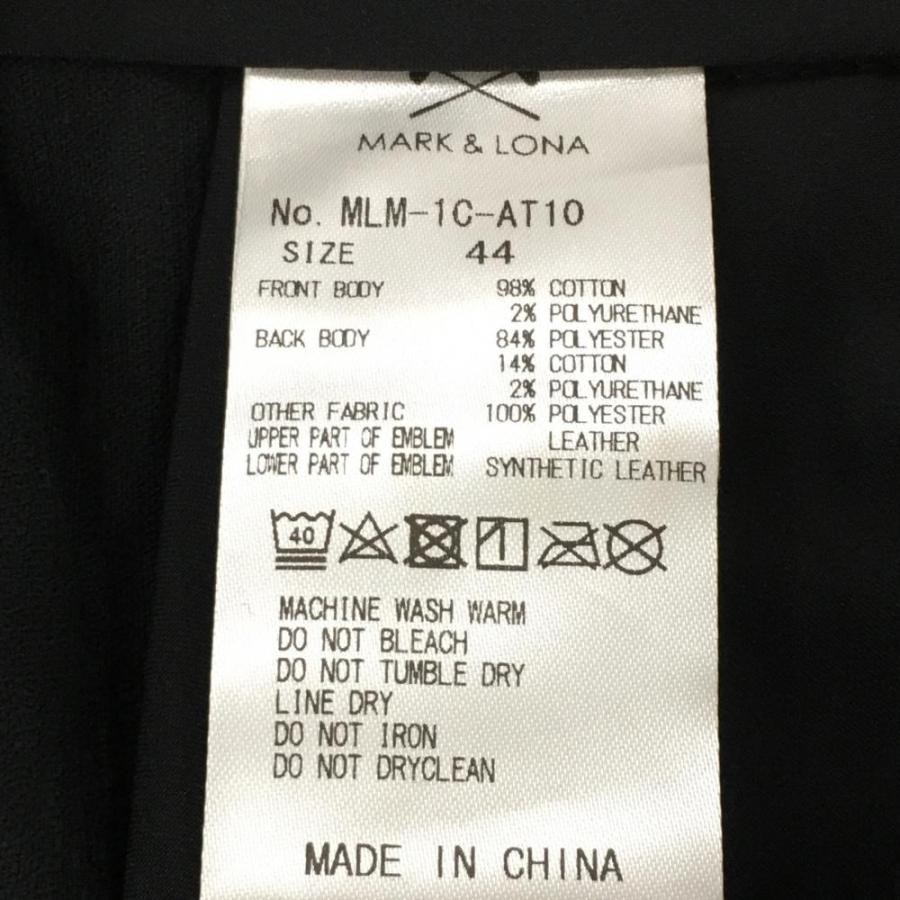 MARK & LONA
No. MLM-1C-AT10
SIZE 44
FRONT BODY 98% COTTON
2% POLYURETHANE
BACK BODY 84% POLYESTER
14% COTTON
2% POLYURETHANE
OTHER FABRIC 100% POLYESTER
UPPER PART OF EMBLEM LEATHER
LOWER PART OF EMBLEM SYNTHETIC LEATHER
40
MACHINE WASH WARM
DO NOT BLEACH
DO NOT TUMBLE DRY
LINE DRY
DO NOT IRON
DO NOT DRYCLEAN
MADE IN CHINA